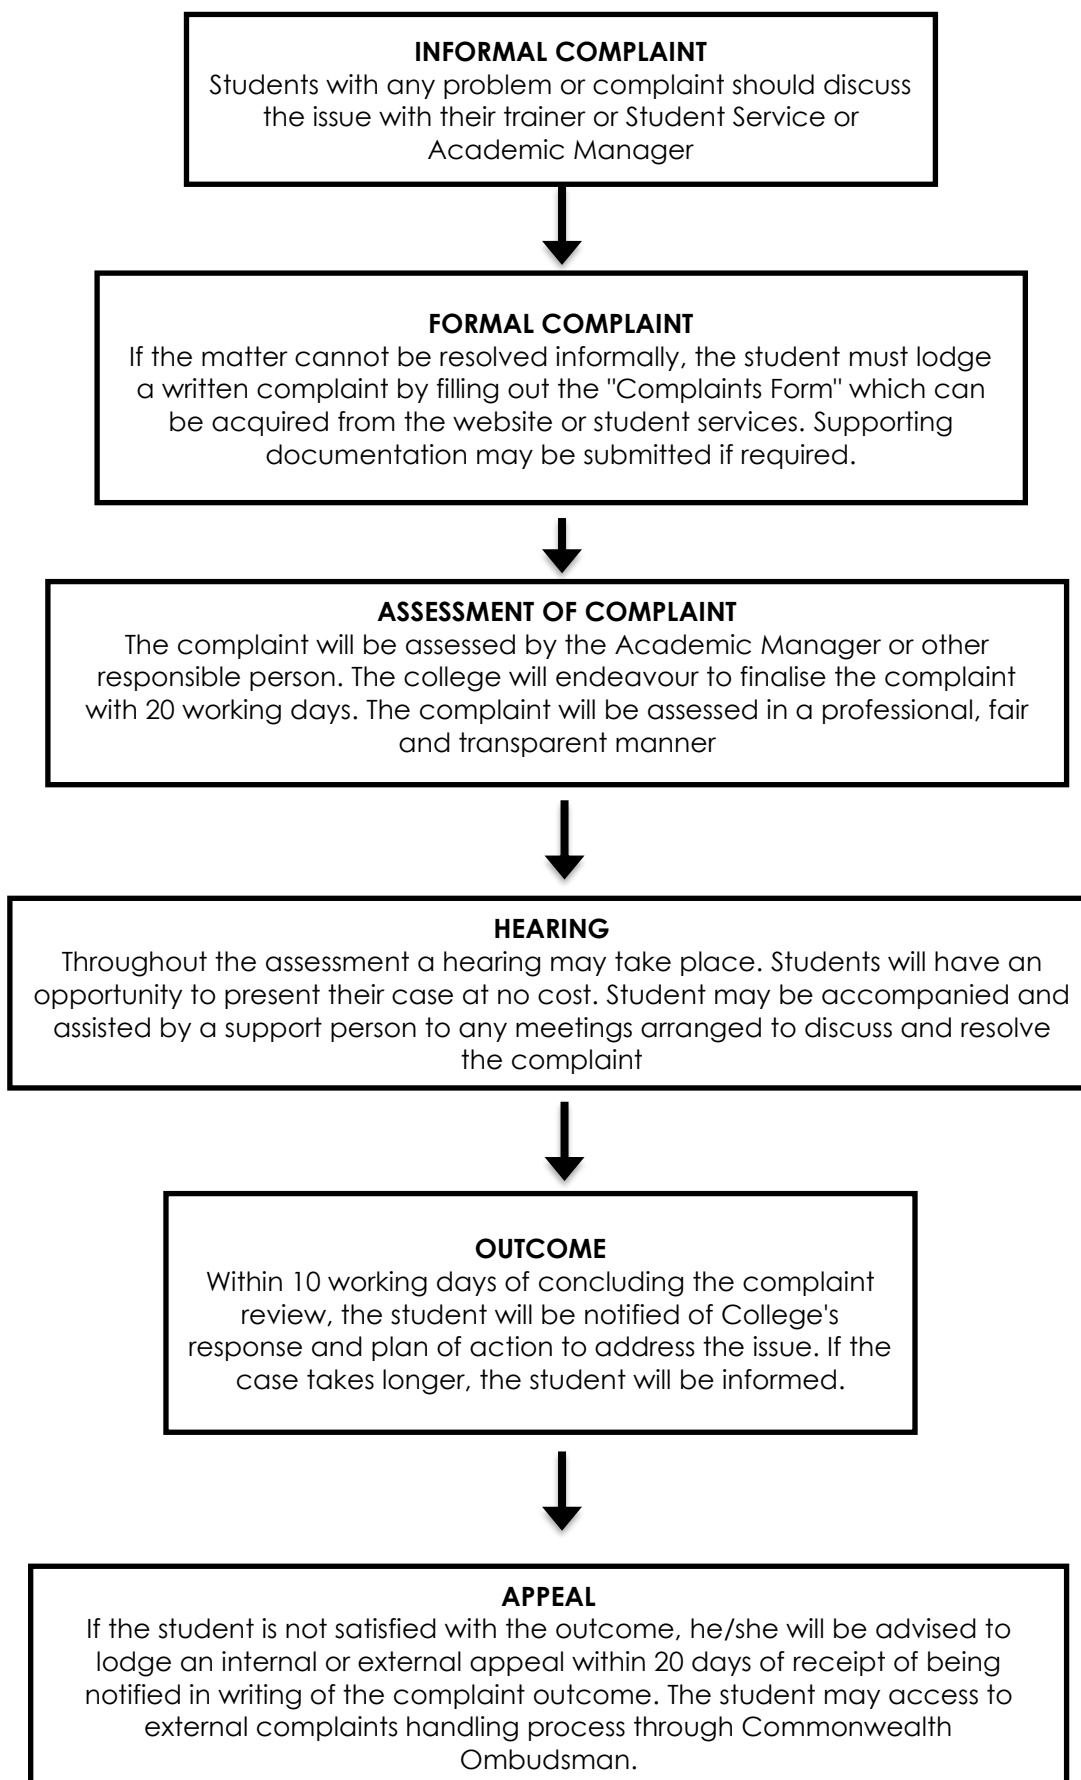 INFORMAL COMPLAINT
Students with any problem or complaint should discuss
the issue with their trainer or Student Service or
Academic Manager
FORMAL COMPLAINT
If the matter cannot be resolved informally, the student must lodge
a written complaint by filling out the "Complaints Form" which can
be acquired from the website or student services. Supporting
documentation may be submitted if required.
ASSESSMENT OF COMPLAINT
The complaint will be assessed by the Academic Manager or other
responsible person. The college will endeavour to finalise the complaint
with 20 working days. The complaint will be assessed in a professional, fair
and transparent manner
HEARING
Throughout the assessment a hearing may take place. Students will have an
opportunity to present their case at no cost. Student may be accompanied and
assisted by a support person to any meetings arranged to discuss and resolve
the complaint
OUTCOME
Within 10 working days of concluding the complaint
review, the student will be notified of College's
response and plan of action to address the issue. If the
case takes longer, the student will be informed.
APPEAL
If the student is not satisfied with the outcome, he/she will be advised to
lodge an internal or external appeal within 20 days of receipt of being
notified in writing of the complaint outcome. The student may access to
external complaints handling process through Commonwealth
Ombudsman.